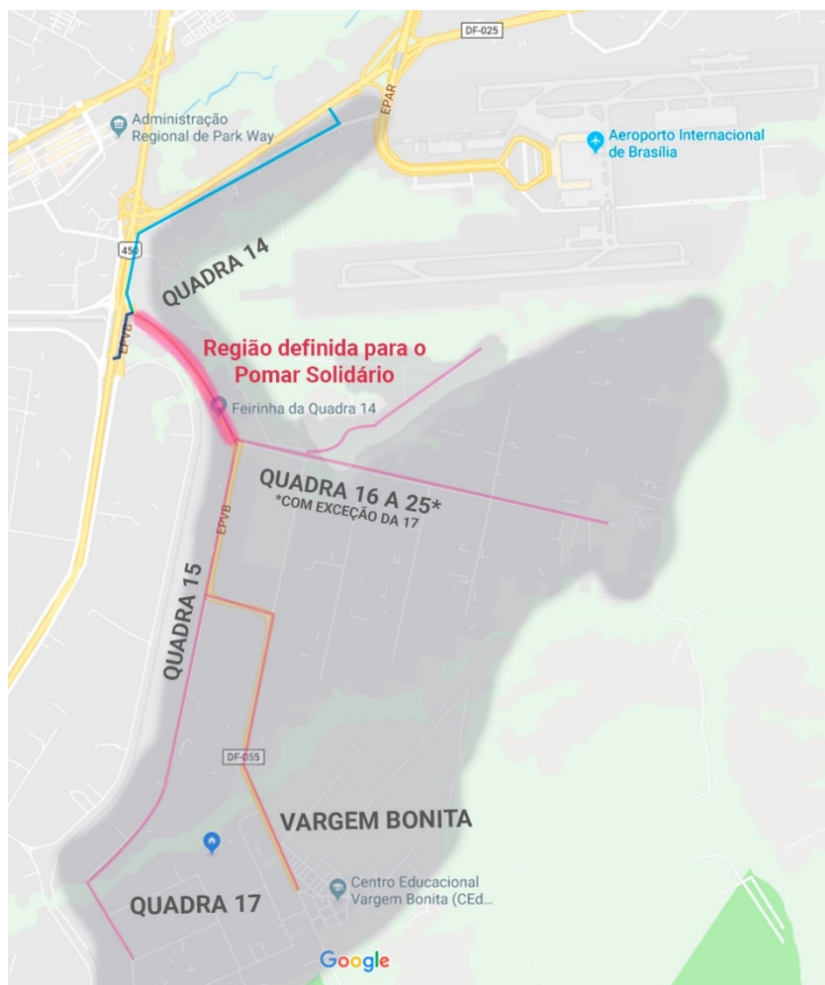 DF-025
EPAR
Administração
Regional de Park Way
Aeroporto Internacional
de Brasília
450
QUADRA 14
EPVB
Região definida para o
Pomar Solidário
Feirinha da Quadra 14
QUADRA 16 A 25*
*COM EXCEÇÃO DA 17
EPVB
QUADRA 15
DF-055
VARGEM BONITA
Centro Educacional
Vargem Bonita (CEd...
QUADRA 17
Google